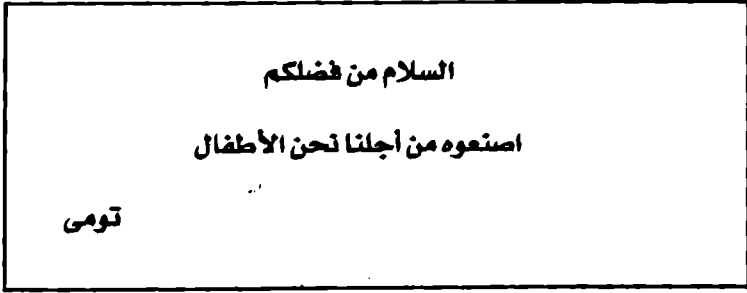 السلام من فضلكم
اصنعوه من أجلنا نحن الأطفال
تومى